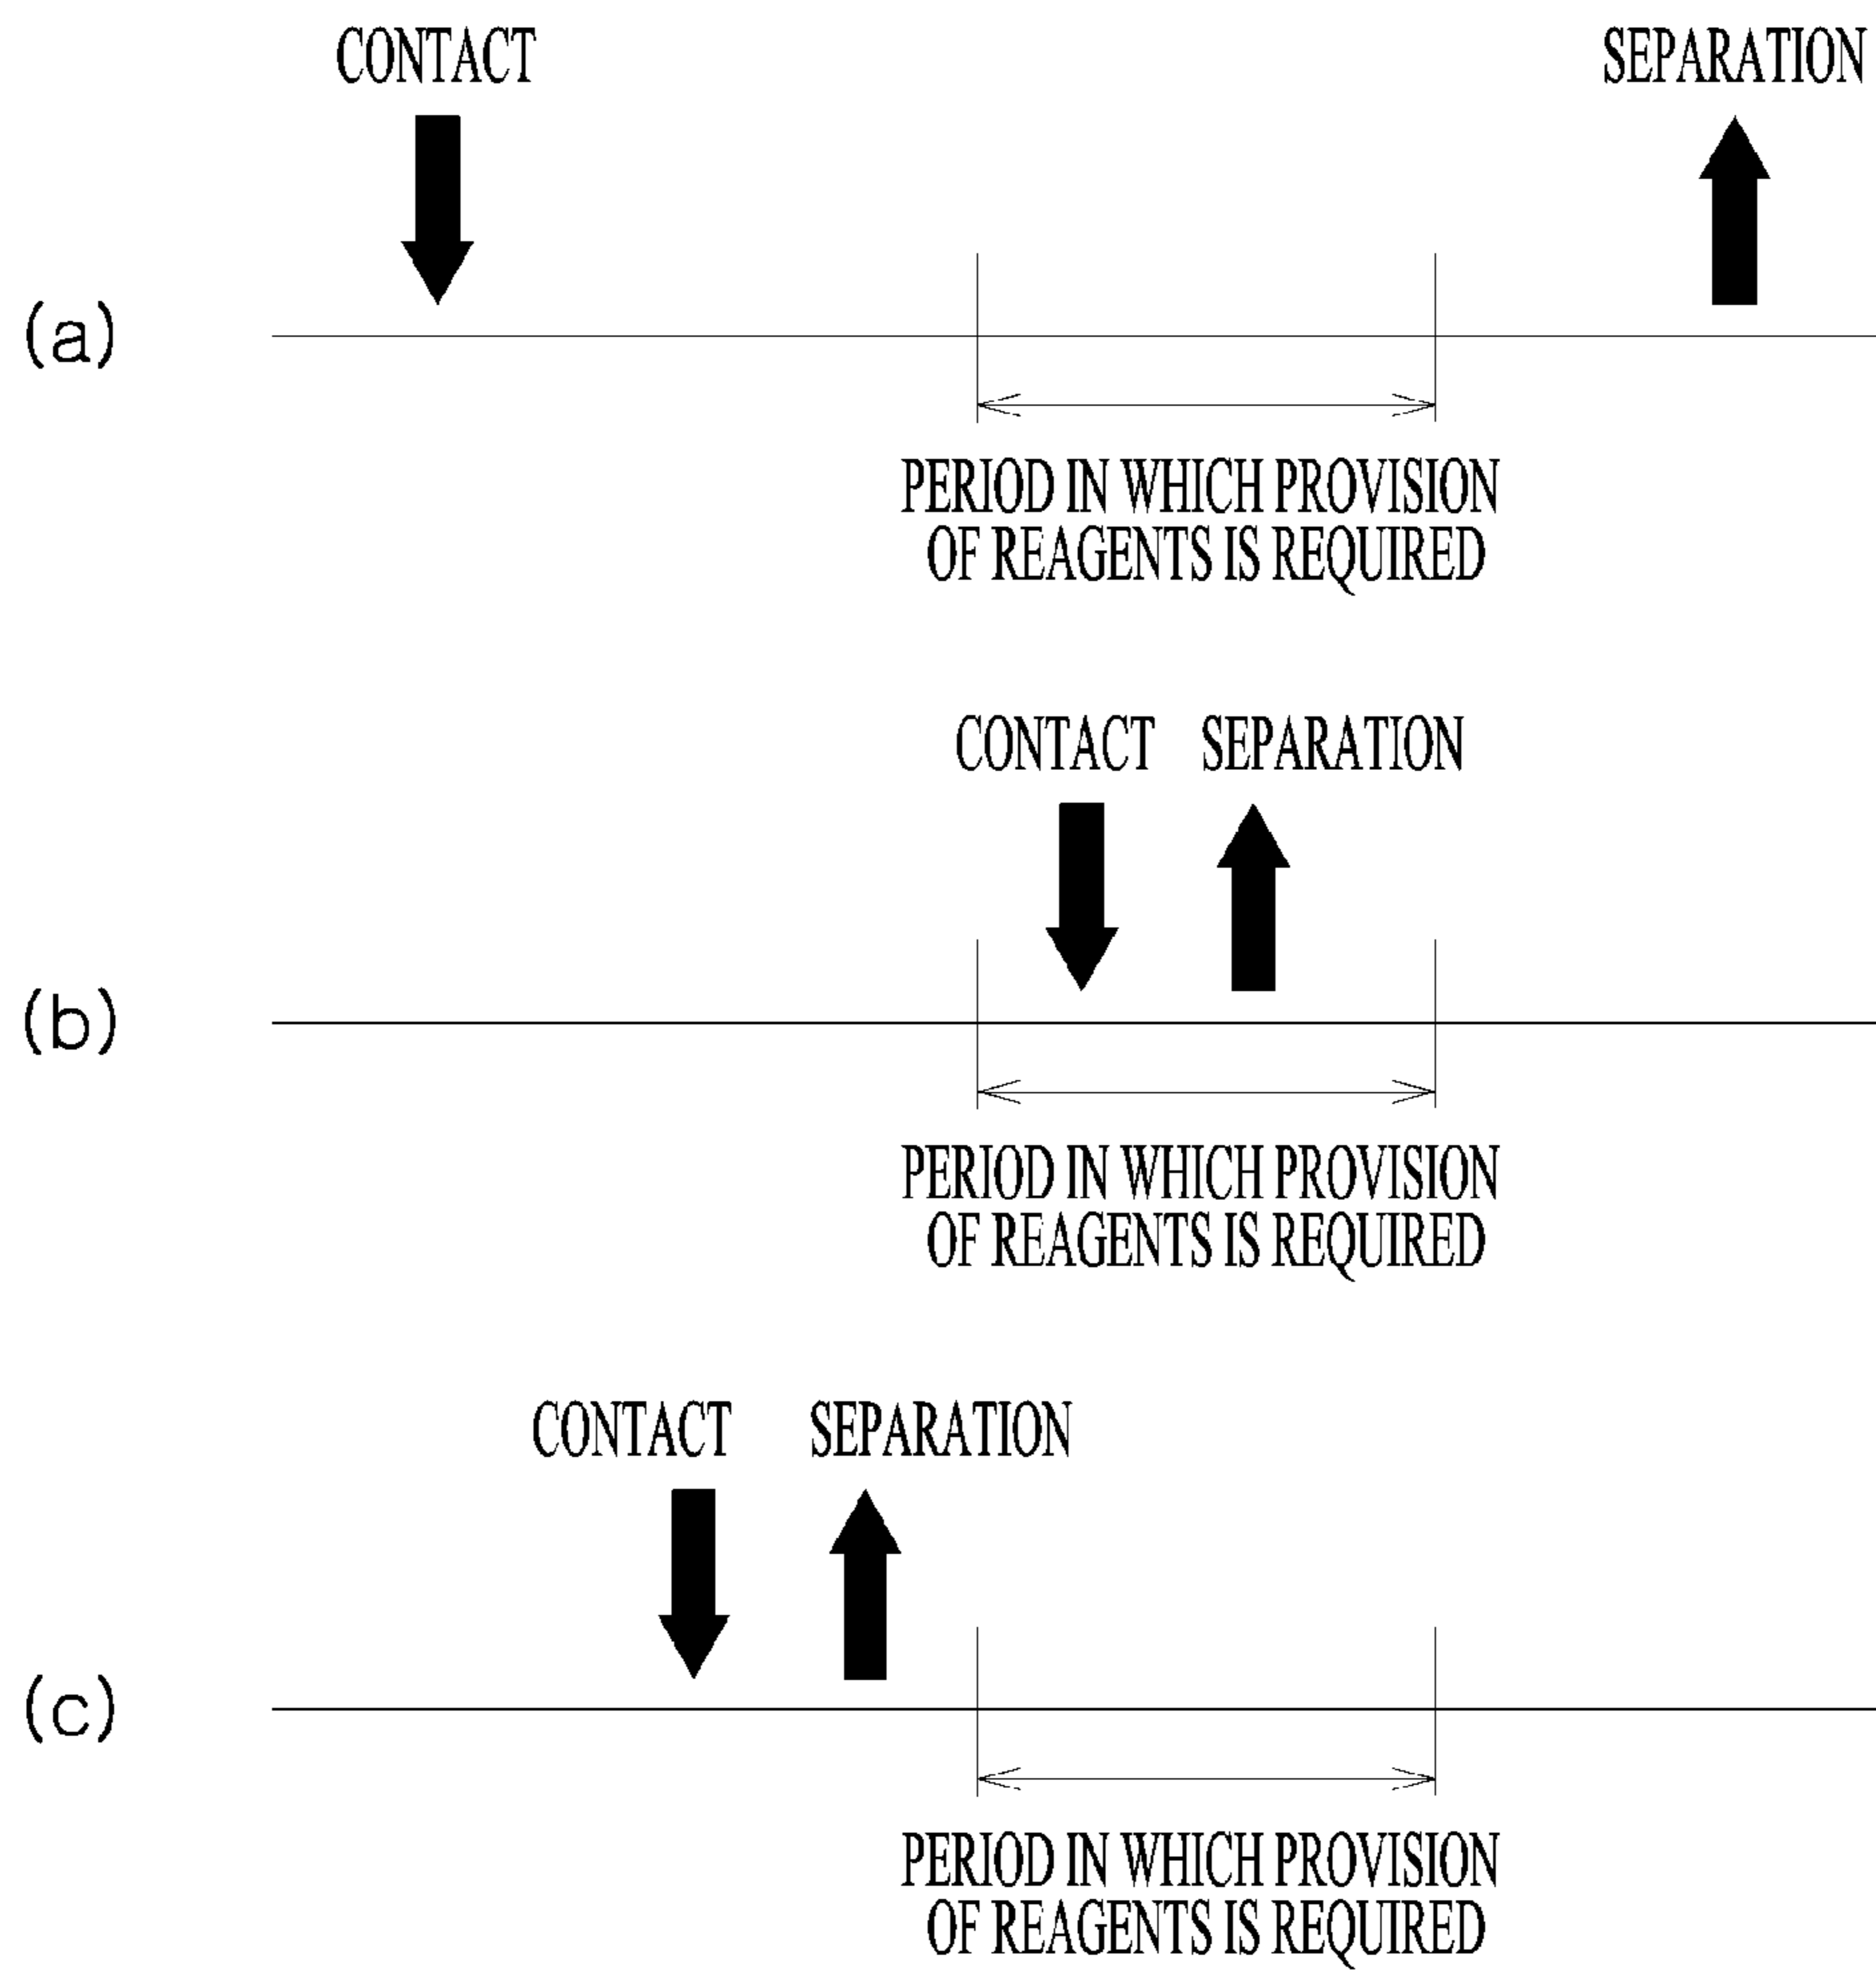 CONTACT SEPARATION
(a)
PERIOD IN WHICH PROVISION
OF REAGENTS IS REQUIRED
CONTACT SEPARATION
(b)
PERIOD IN WHICH PROVISION
OF REAGENTS IS REQUIRED
CONTACT SEPARATION
(c)
PERIOD IN WHICH PROVISION
OF REAGENTS IS REQUIRED